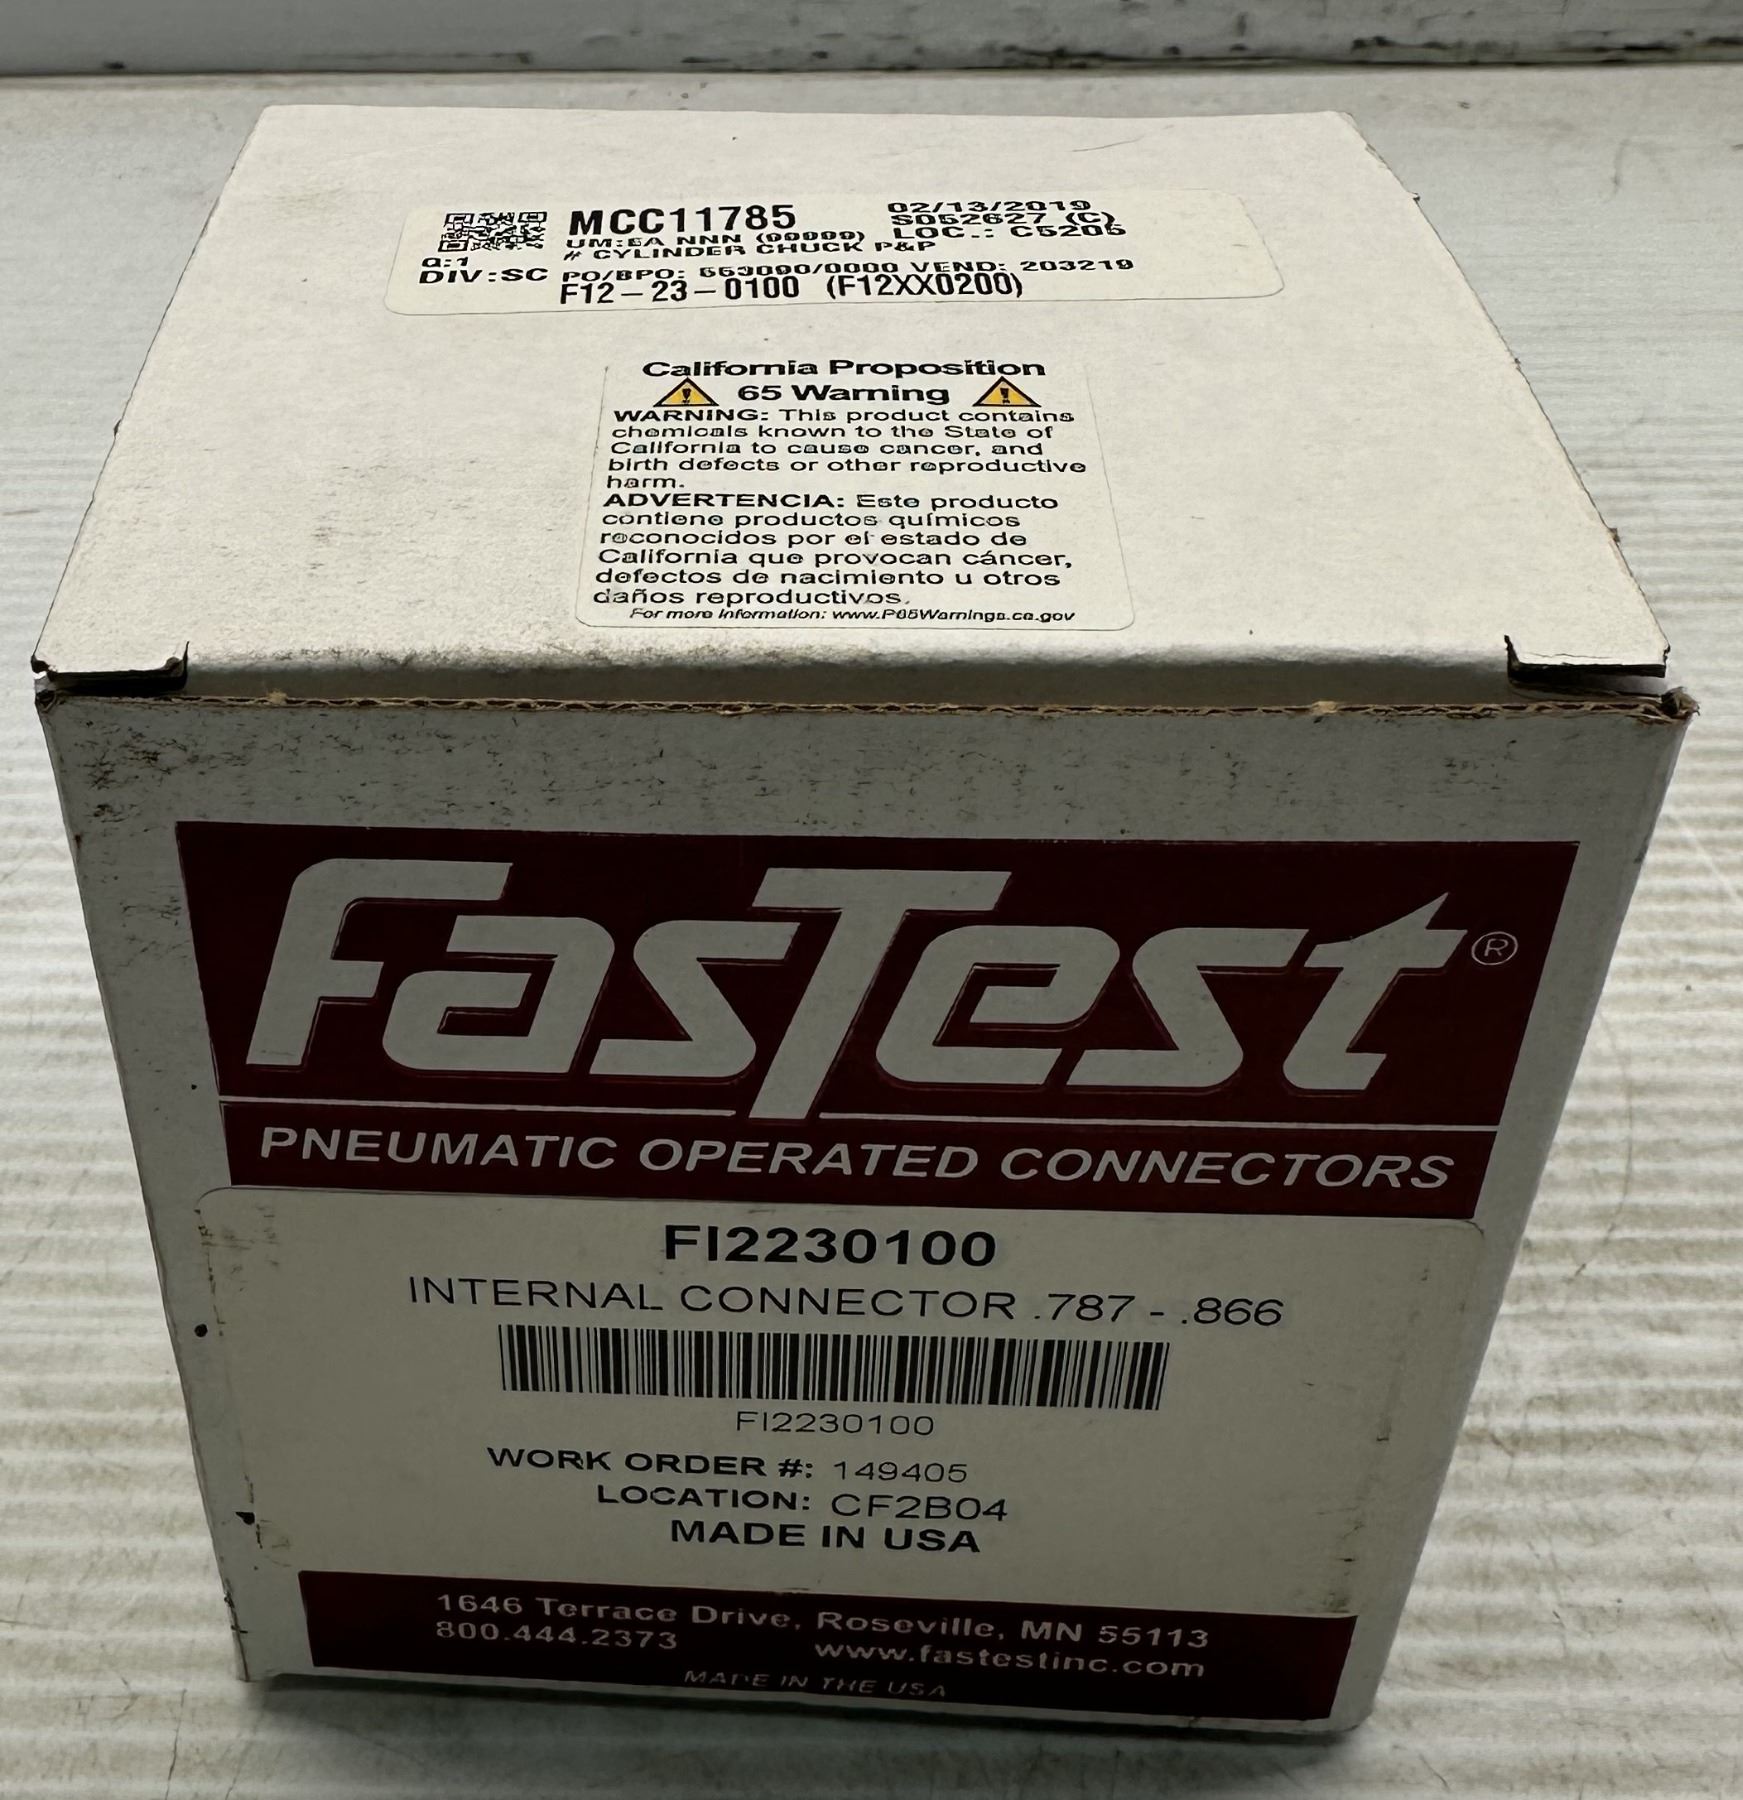 MCC11785
02/13/2019
S052627 (C)
UM:EA NNN (00000)
LOC.: C5205
Q:1
# CYLINDER CHUCK P&P
DIV:SC PO/BPO: 553090/0000 VEND: 203219
F12-23-0100 (F12XX0200)
California Proposition
65 Warning
WARNING: This product contains
chemicals known to the State of
California to cause cancer, and
birth defects or other reproductive
harm.
ADVERTENCIA: Este producto
contiene productos químicos
reconocidos por el estado de
California que provocan cáncer,
defectos de nacimiento u otros
daños reproductivos.
For more information: www.P65Warnings.ca.gov
FasTest®
PNEUMATIC OPERATED CONNECTORS
FI2230100
INTERNAL CONNECTOR .787 - .866
FI2230100
WORK ORDER #: 149405
LOCATION: CF2B04
MADE IN USA
1646 Terrace Drive, Roseville, MN 55113
800.444.2373 www.fastestinc.com
MADE IN THE USA